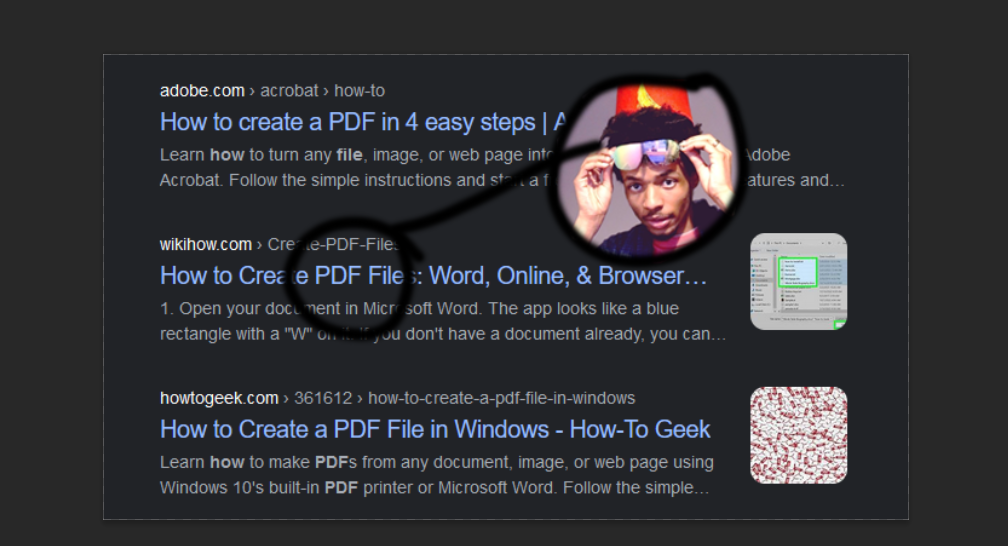 adobe.com › acrobat › how-to
How to create a PDF in 4 easy steps | A
Learn how to turn any file, image, or web page into Adobe
Acrobat. Follow the simple instructions and start a f atures and…
wikihow.com › Create-PDF-Files
How to Create PDF Files: Word, Online, & Browser…
1. Open your document in Microsoft Word. The app looks like a blue
rectangle with a "W" on it. If you don't have a document already, you can…
howtogeek.com › 361612 › how-to-create-a-pdf-file-in-windows
How to Create a PDF File in Windows - How-To Geek
Learn how to make PDFs from any document, image, or web page using
Windows 10's built-in PDF printer or Microsoft Word. Follow the simple…